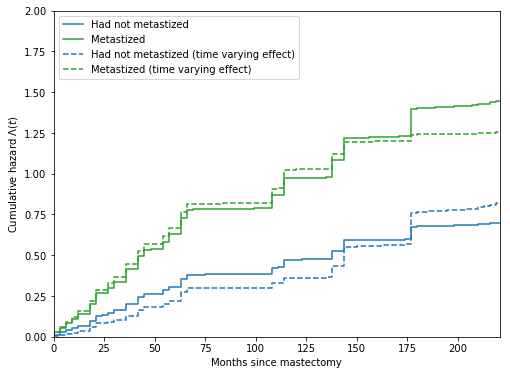 2.00
1.75
1.50
1.25
1.00
0.75
0.50
0.25
0.00
Cumulative hazard Λ(t)
Had not metastized
Metastized
Had not metastized (time varying effect)
Metastized (time varying effect)
0 25 50 75 100 125 150 175 200
Months since mastectomy